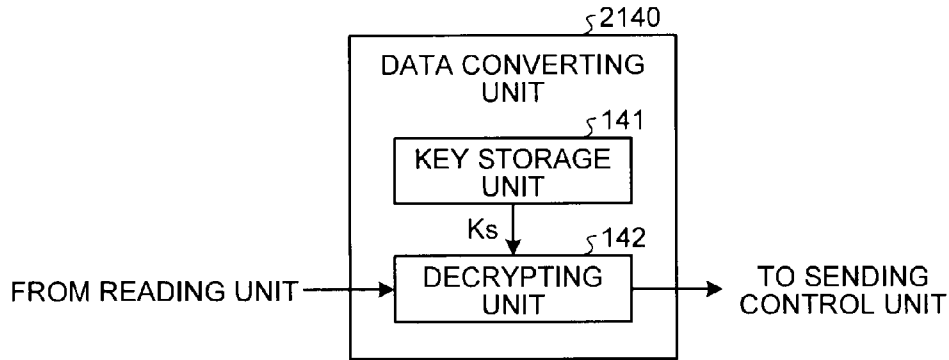 2140
DATA CONVERTING
UNIT
141
KEY STORAGE
UNIT
Ks
142
FROM READING UNIT
DECRYPTING
UNIT
TO SENDING
CONTROL UNIT